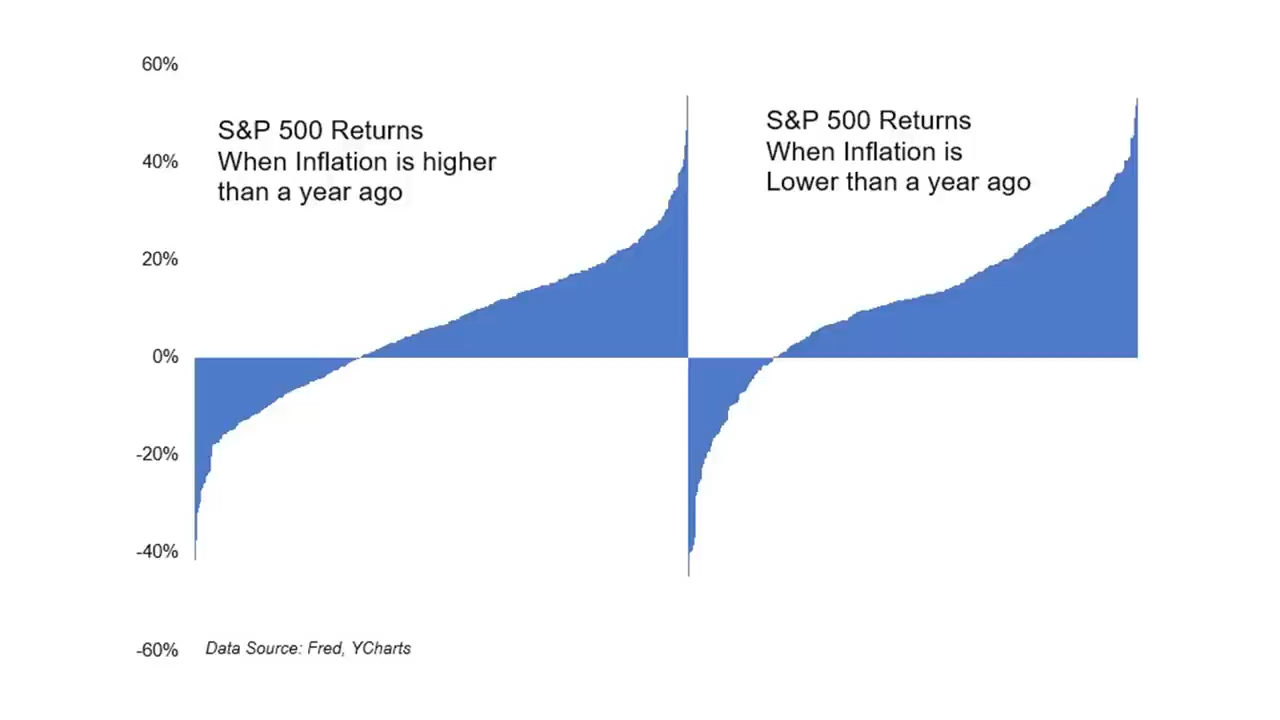 60%
S&P 500 Returns
When Inflation is higher
than a year ago
S&P 500 Returns
When Inflation is
Lower than a year ago
40%
20%
0%
-20%
-40%
-60%
Data Source: Fred, YCharts